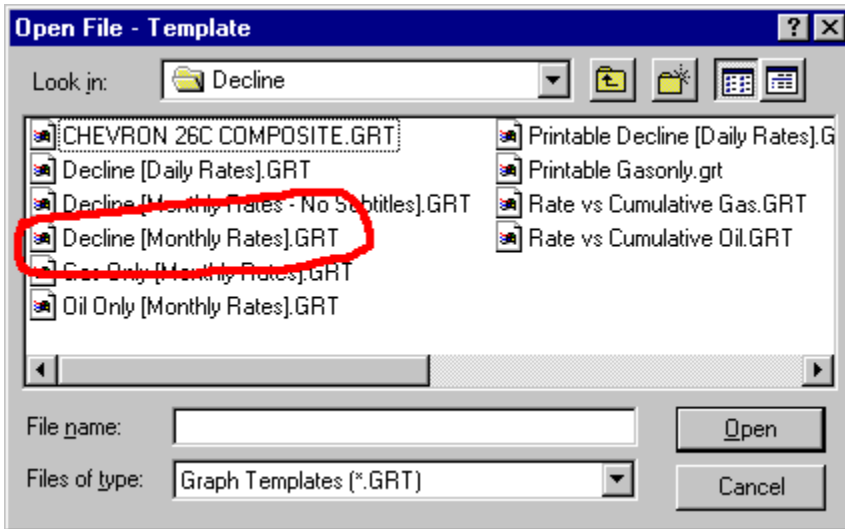 Open File - Template
Look in: Decline
CHEVRON 26C COMPOSITE.GRT
Decline [Daily Rates].GRT
Decline [Monthly Rates - No Subtitles].GRT
Decline [Monthly Rates].GRT
Gas Only [Monthly Rates].GRT
Oil Only [Monthly Rates].GRT
Printable Decline [Daily Rates].G
Printable Gasonly.grt
Rate vs Cumulative Gas.GRT
Rate vs Cumulative Oil.GRT
File name: Open
Files of type: Graph Templates (*.GRT) Cancel